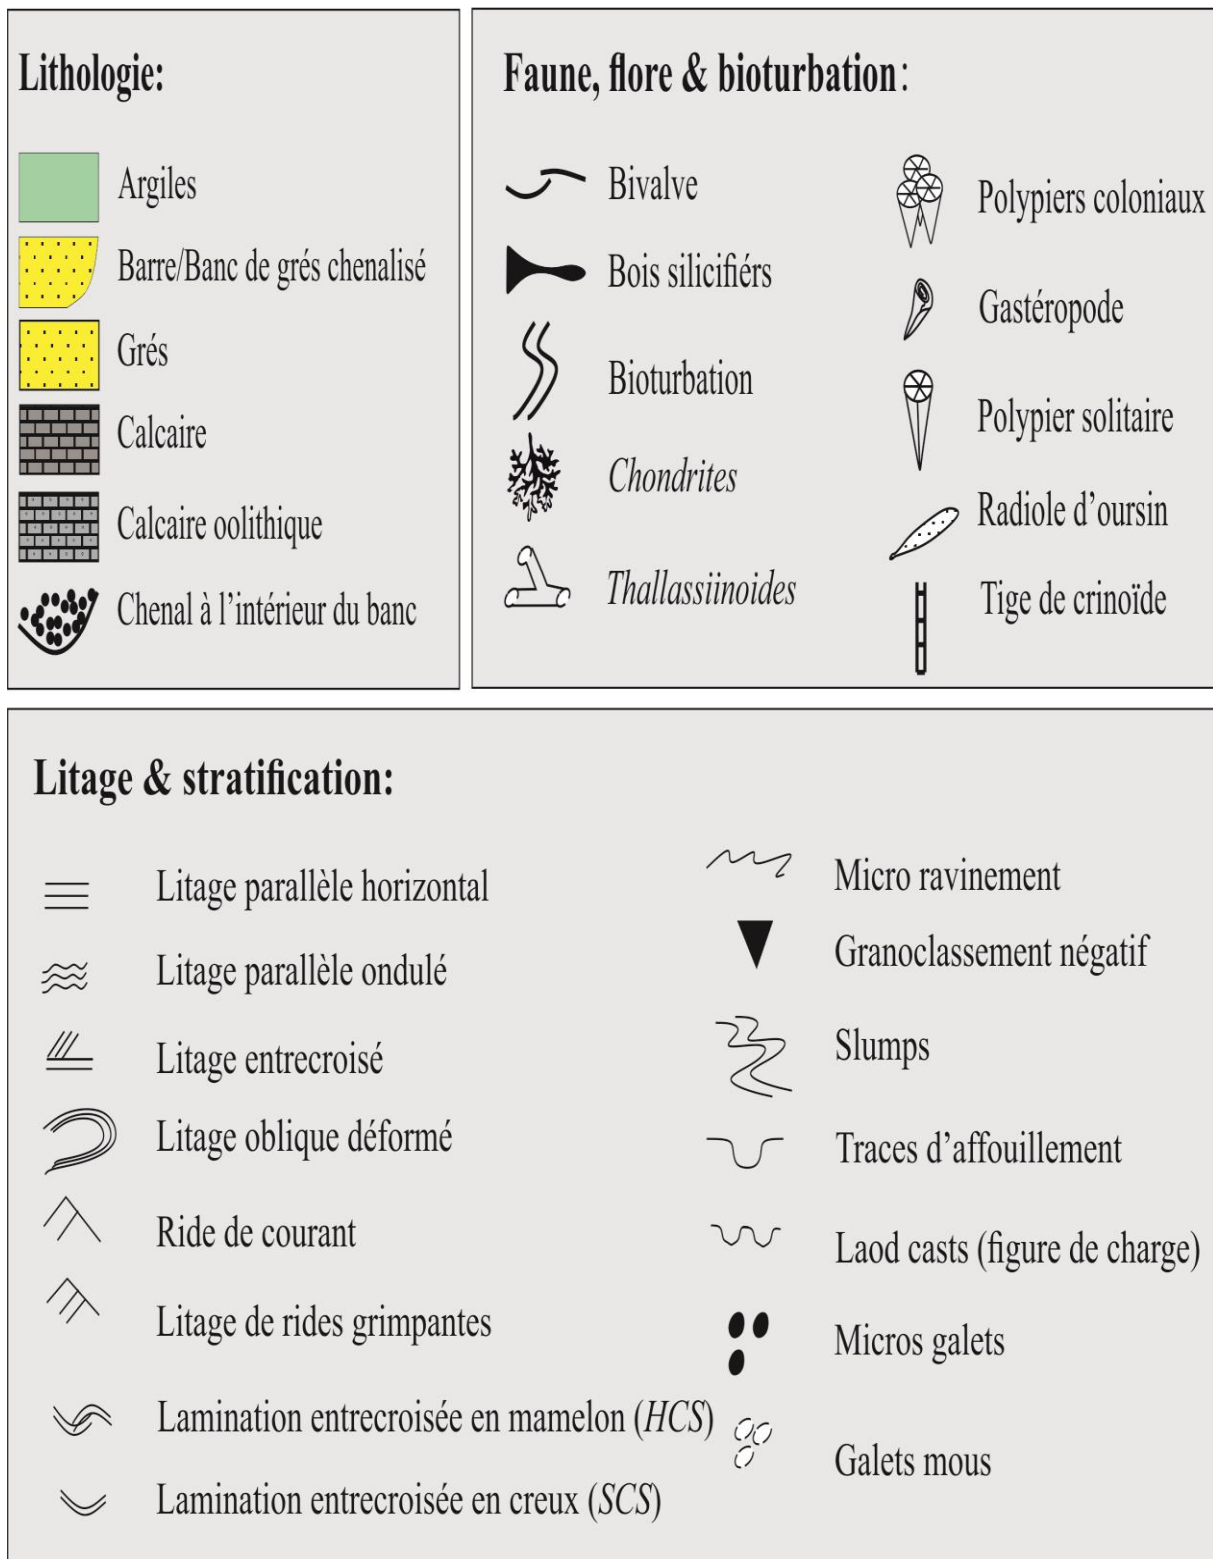 Lithologie:
Argiles
Barre/Banc de grés chenalisé
Grés
Calcaire
Calcaire oolithique
Chenal à l'intérieur du banc
Faune, flore & bioturbation:
Bivalve
Bois silicifiérs
Bioturbation
Chondrites
Thallassiinoides
Polypiers coloniaux
Gastéropode
Polypier solitaire
Radiole d'oursin
Tige de crinoïde
Litage & stratification:
Litage parallèle horizontal
Litage parallèle ondulé
Litage entrecroisé
Litage oblique déformé
Ride de courant
Litage de rides grimpantes
Lamination entrecroisée en mamelon (HCS)
Lamination entrecroisée en creux (SCS)
Micro ravinement
Granoclassement négatif
Slumps
Traces d'affouillement
Laod casts (figure de charge)
Micros galets
Galets mous